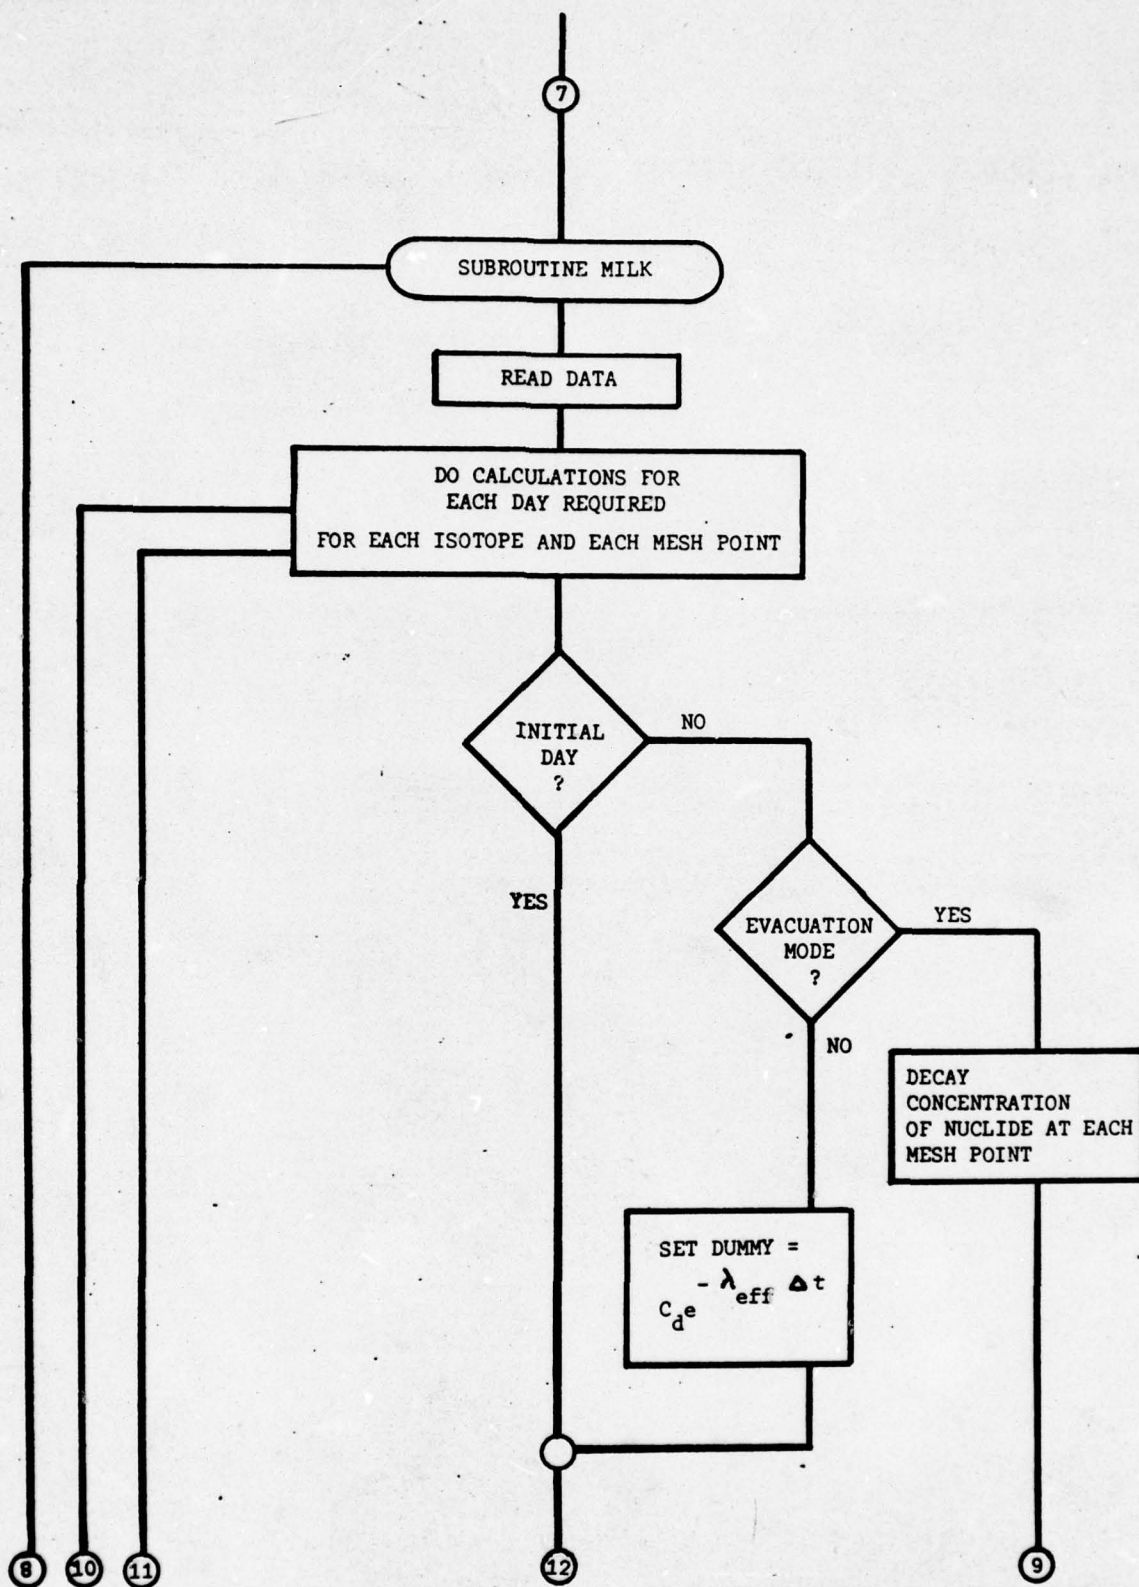 7
SUBROUTINE MILK
READ DATA
DO CALCULATIONS FOR
EACH DAY REQUIRED
FOR EACH ISOTOPE AND EACH MESH POINT
INITIAL
DAY
?
NO
YES
EVACUATION
MODE
?
YES
NO
DECAY
CONCENTRATION
OF NUCLIDE AT EACH
MESH POINT
SET DUMMY =
C_d e^{-λ_eff Δt}
8 10 11 12 9